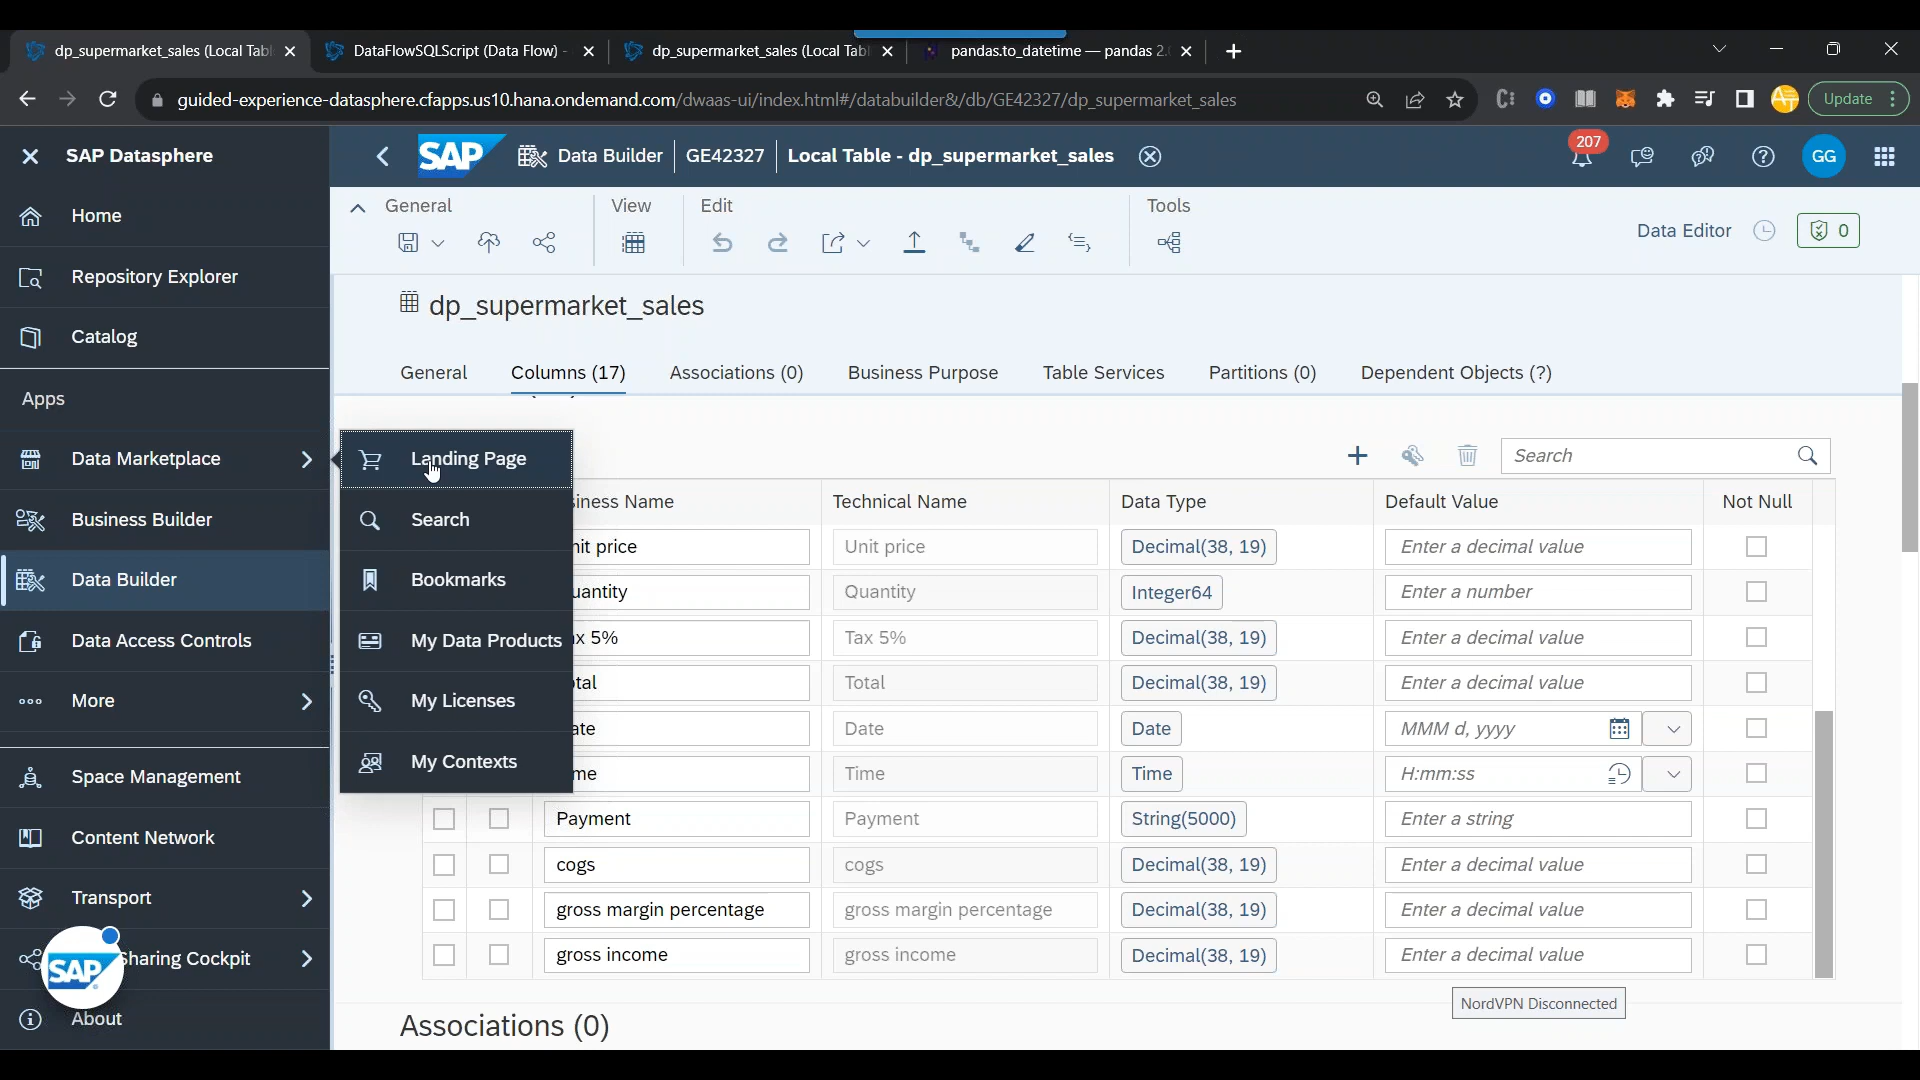 dp_supermarket_sales (Local Tabl
DataFlowSQLScript (Data Flow) -
dp_supermarket_sales (Local Tabl
pandas.to_datetime — pandas 2.
guided-experience-datasphere.cfapps.us10.hana.ondemand.com/dwaas-ui/index.html#/databuilder&/db/GE42327/dp_supermarket_sales
Update
SAP Datasphere
SAP
Data Builder
GE42327
Local Table - dp_supermarket_sales
207
GG
Home
Repository Explorer
Catalog
Apps
Data Marketplace
Business Builder
Data Builder
Data Access Controls
More
Space Management
Content Network
Transport
Sharing Cockpit
SAP
About
General
View
Edit
Tools
Data Editor
0
dp_supermarket_sales
General
Columns (17)
Associations (0)
Business Purpose
Table Services
Partitions (0)
Dependent Objects (?)
Landing Page
Search
Bookmarks
My Data Products
My Licenses
My Contexts
Search
siness Name
Technical Name
Data Type
Default Value
Not Null
nit price
Unit price
Decimal(38, 19)
Enter a decimal value
uantity
Quantity
Integer64
Enter a number
x 5%
Tax 5%
Decimal(38, 19)
Enter a decimal value
otal
Total
Decimal(38, 19)
Enter a decimal value
ate
Date
Date
MMM d, yyyy
me
Time
Time
H:mm:ss
Payment
Payment
String(5000)
Enter a string
cogs
cogs
Decimal(38, 19)
Enter a decimal value
gross margin percentage
gross margin percentage
Decimal(38, 19)
Enter a decimal value
gross income
gross income
Decimal(38, 19)
Enter a decimal value
NordVPN Disconnected
Associations (0)